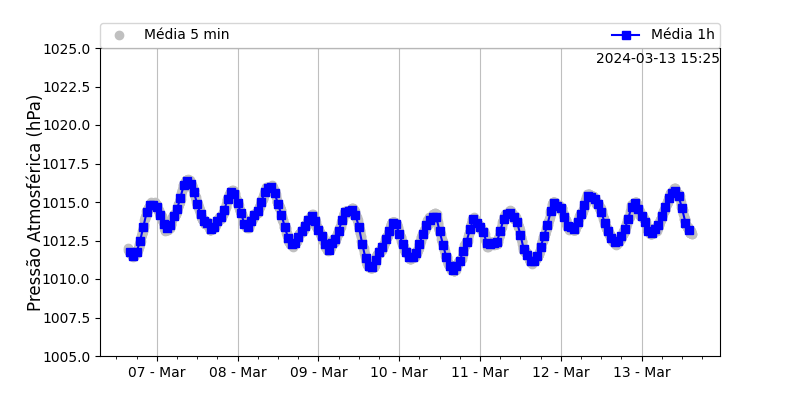 Média 5 min
Média 1h
2024-03-13 15:25
Pressão Atmosférica (hPa)
1025.0
1022.5
1020.0
1017.5
1015.0
1012.5
1010.0
1007.5
1005.0
07 - Mar
08 - Mar
09 - Mar
10 - Mar
11 - Mar
12 - Mar
13 - Mar